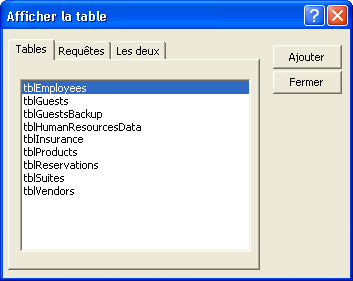 Afficher la table
Tables Requêtes Les deux
Ajouter
Fermer
tblEmployees
tblGuests
tblGuestsBackup
tblHumanResourcesData
tblInsurance
tblProducts
tblReservations
tblSuites
tblVendors